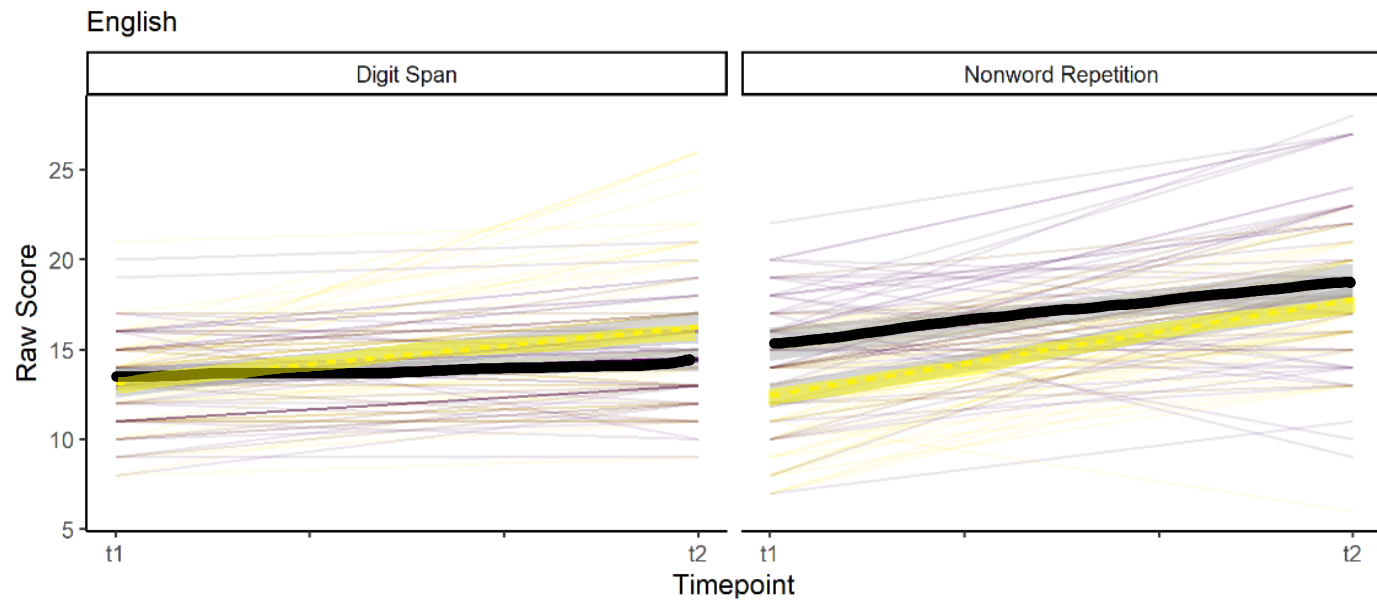 English
Digit Span
Nonword Repetition
Raw Score
25
20
15
10
5
t1
t2
t1
t2
Timepoint